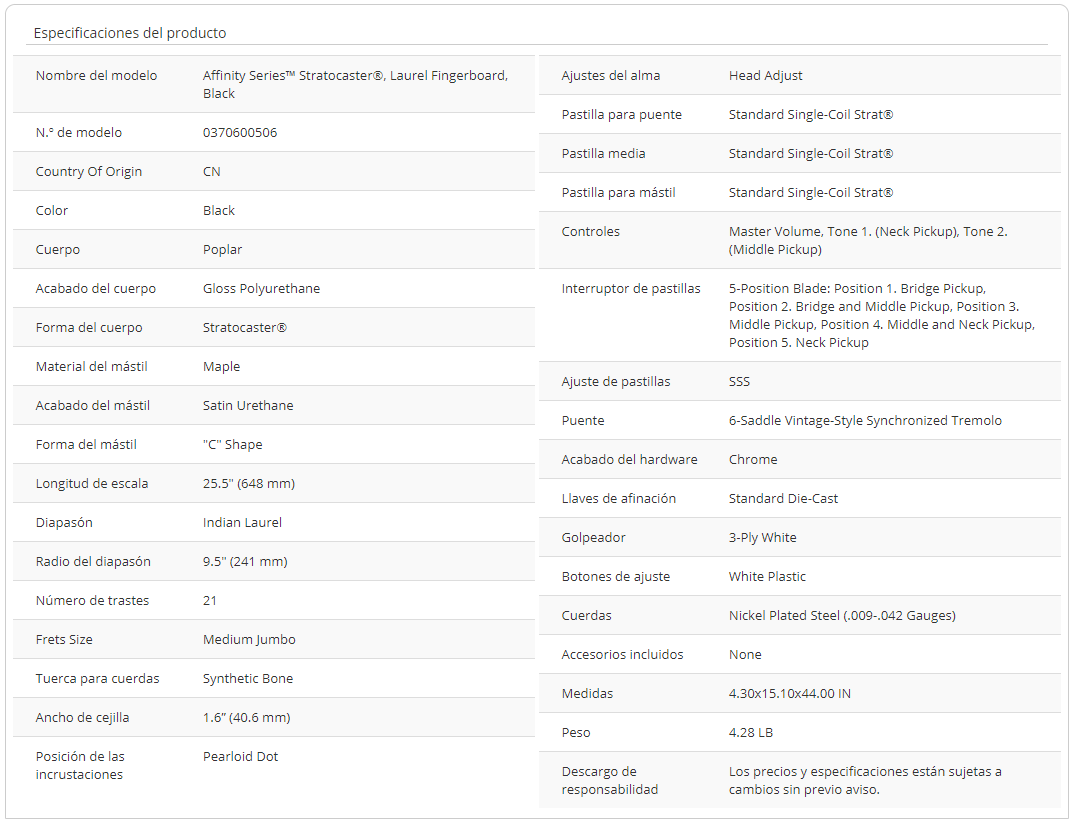 Especificaciones del producto
Nombre del modelo
Affinity Series™ Stratocaster®, Laurel Fingerboard,
Black
N.º de modelo
0370600506
Country Of Origin
CN
Color
Black
Cuerpo
Poplar
Acabado del cuerpo
Gloss Polyurethane
Forma del cuerpo
Stratocaster®
Material del mástil
Maple
Acabado del mástil
Satin Urethane
Forma del mástil
"C" Shape
Longitud de escala
25.5" (648 mm)
Diapasón
Indian Laurel
Radio del diapasón
9.5" (241 mm)
Número de trastes
21
Frets Size
Medium Jumbo
Tuerca para cuerdas
Synthetic Bone
Ancho de cejilla
1.6” (40.6 mm)
Posición de las
incrustaciones
Pearloid Dot
Ajustes del alma
Head Adjust
Pastilla para puente
Standard Single-Coil Strat®
Pastilla media
Standard Single-Coil Strat®
Pastilla para mástil
Standard Single-Coil Strat®
Controles
Master Volume, Tone 1. (Neck Pickup), Tone 2.
(Middle Pickup)
Interruptor de pastillas
5-Position Blade: Position 1. Bridge Pickup,
Position 2. Bridge and Middle Pickup, Position 3.
Middle Pickup, Position 4. Middle and Neck Pickup,
Position 5. Neck Pickup
Ajuste de pastillas
SSS
Puente
6-Saddle Vintage-Style Synchronized Tremolo
Acabado del hardware
Chrome
Llaves de afinación
Standard Die-Cast
Golpeador
3-Ply White
Botones de ajuste
White Plastic
Cuerdas
Nickel Plated Steel (.009-.042 Gauges)
Accesorios incluidos
None
Medidas
4.30x15.10x44.00 IN
Peso
4.28 LB
Descargo de
responsabilidad
Los precios y especificaciones están sujetas a
cambios sin previo aviso.